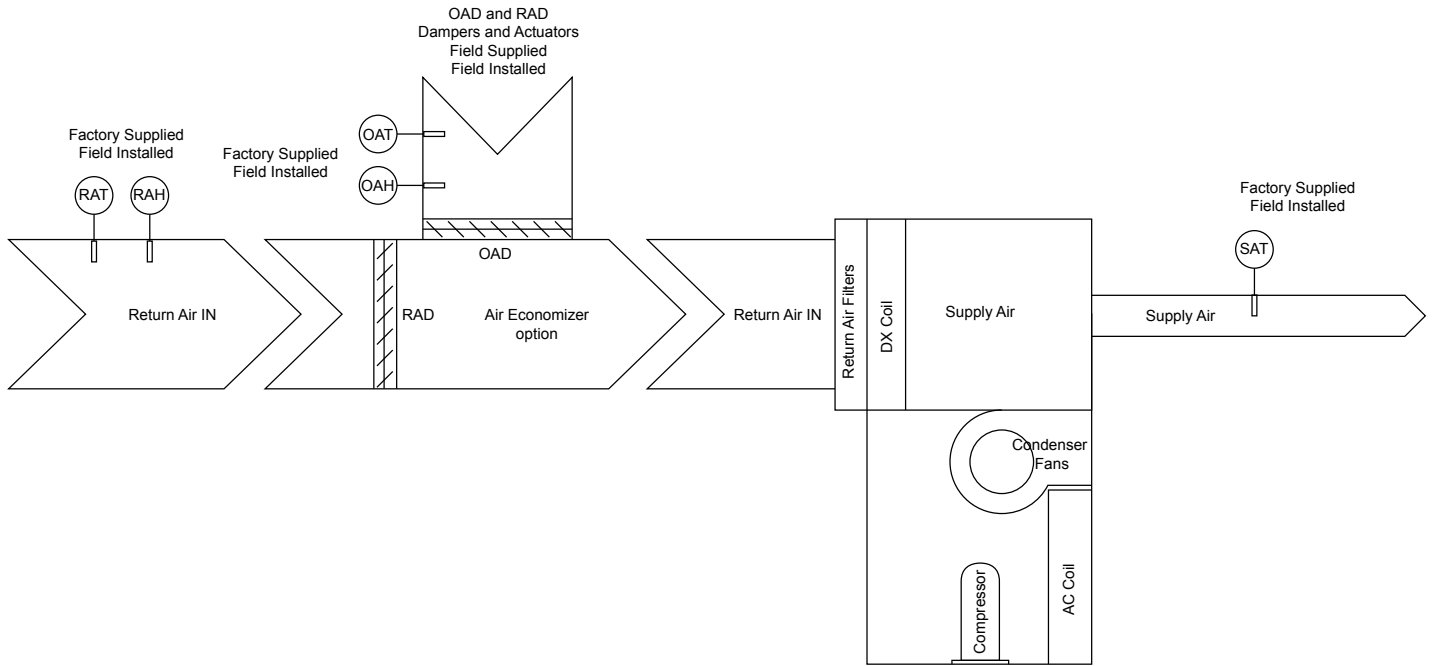 OAD and RAD
Dampers and Actuators
Field Supplied
Field Installed
Factory Supplied
Field Installed
RAT
RAH
Factory Supplied
Field Installed
OAT
OAH
Factory Supplied
Field Installed
SAT
OAD
Return Air IN
RAD
Air Economizer
option
Return Air IN
Return Air Filters
DX Coil
Supply Air
Supply Air
Condenser
Fans
Compressor
AC Coil